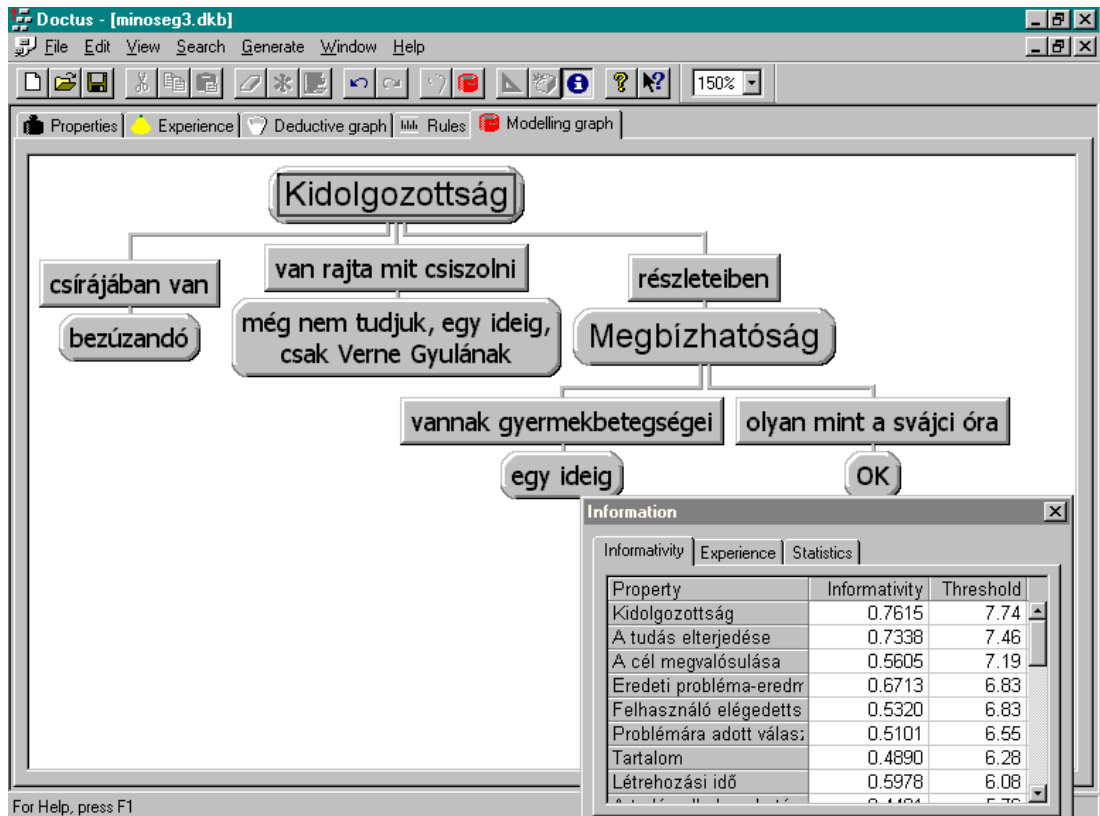 Doctus - [minoseg3.dkb]
File Edit View Search Generate Window Help
150%
Properties Experience Deductive graph Rules Modelling graph
Kidolgozottság
csírájában van
van rajta mit csiszolni
részleteiben
bezúzandó
még nem tudjuk, egy ideig,
csak Verne Gyulának
Megbízhatóság
vannak gyermekbetegségei
olyan mint a svájci óra
egy ideig
OK
Information
Informativity Experience Statistics
Property Informativity Threshold
Kidolgozottság 0.7615 7.74
A tudás elterjedése 0.7338 7.46
A cél megvalósulása 0.5605 7.19
Eredeti probléma-eredm 0.6713 6.83
Felhasználó elégedetts 0.5320 6.83
Problémára adott válasz 0.5101 6.55
Tartalom 0.4890 6.28
Létrehozási idő 0.5978 6.08
For Help, press F1